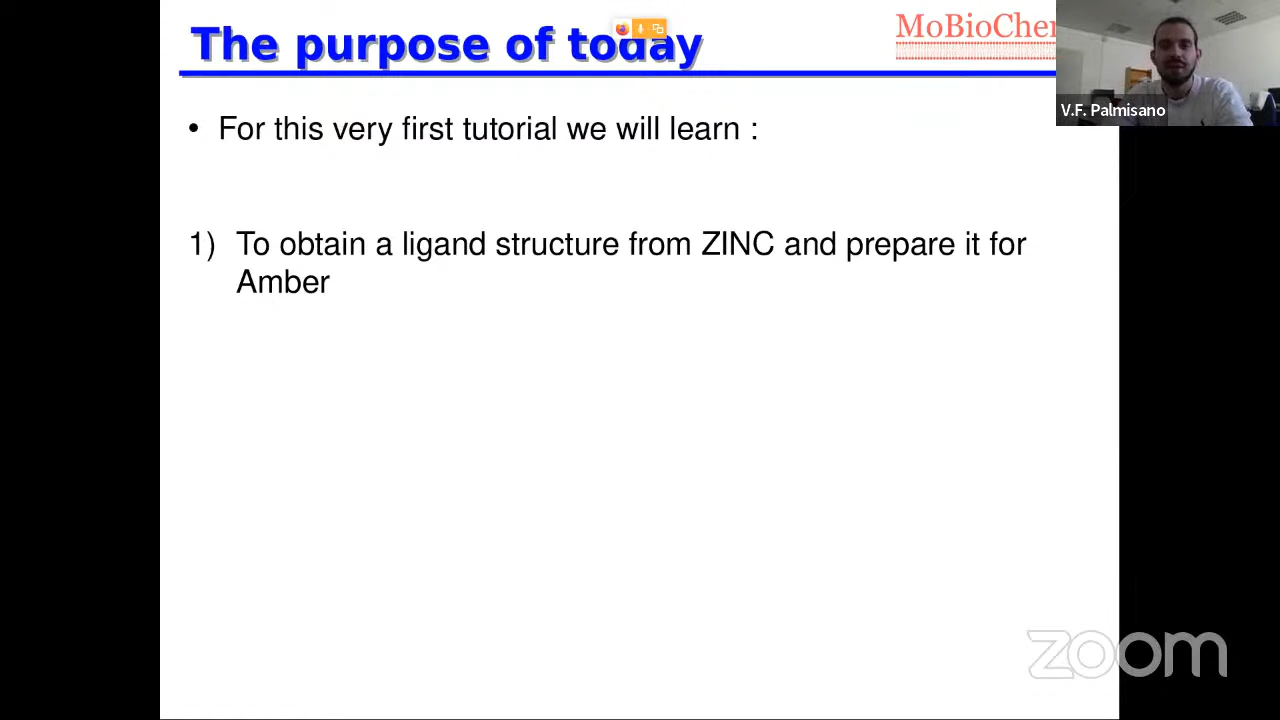 The purpose of today
MoBioChem
V.F. Palmisano
• For this very first tutorial we will learn :
1) To obtain a ligand structure from ZINC and prepare it for
Amber
zoom